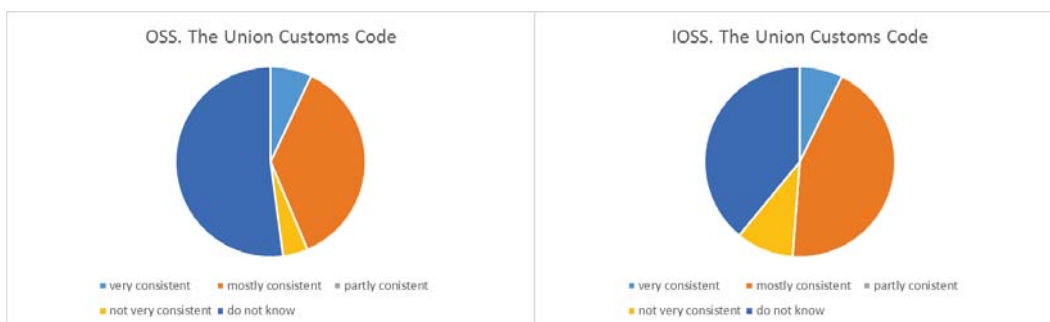 OSS. The Union Customs Code
very consistent mostly consistent partly conistent
not very consistent do not know
IOSS. The Union Customs Code
very consistent mostly consistent partly conistent
not very consistent do not know